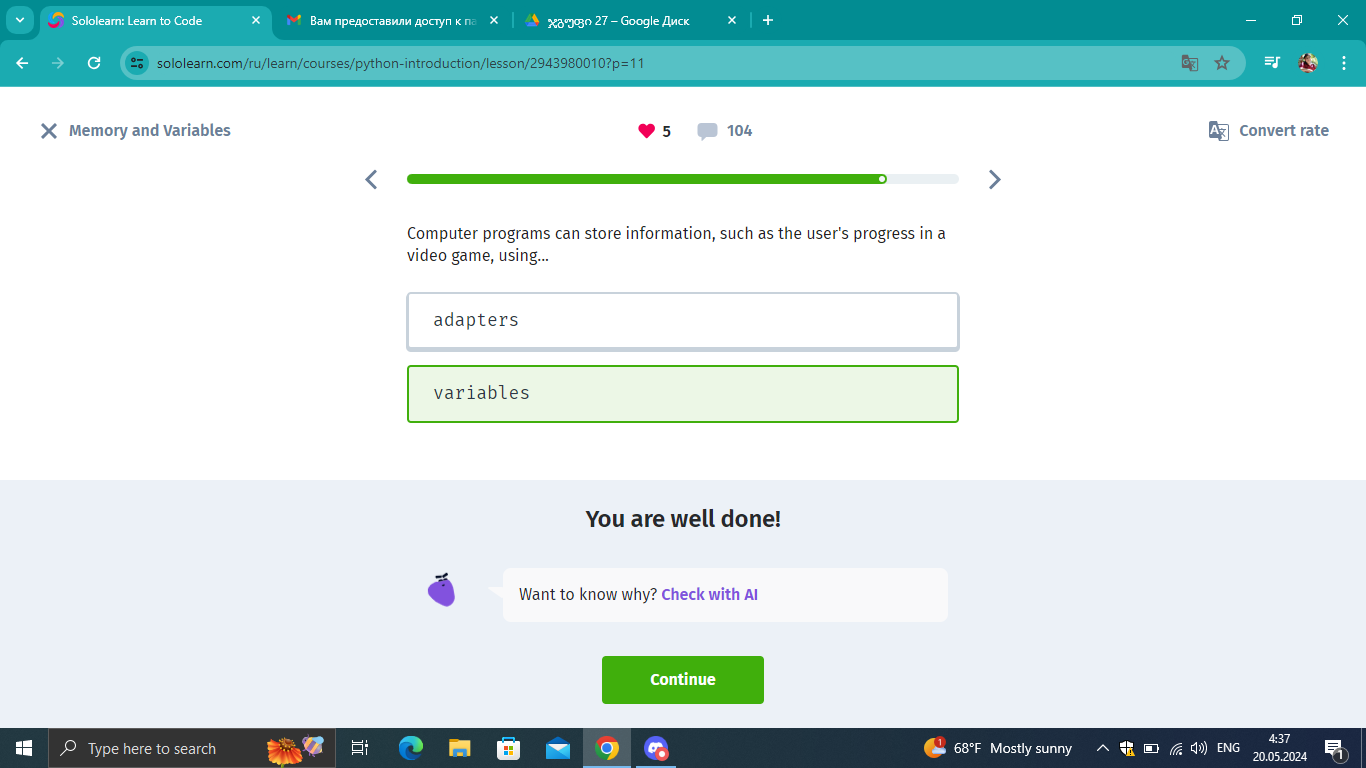 Sololearn: Learn to Code
Вам предоставили доступ к па
ჯგუფი 27 – Google Диск
sololearn.com/ru/learn/courses/python-introduction/lesson/2943980010?p=11
Memory and Variables
5
104
Convert rate
Computer programs can store information, such as the user's progress in a
video game, using...
adapters
variables
You are well done!
Want to know why? Check with AI
Continue
Type here to search
1
68°F Mostly sunny
ENG
4:37
20.05.2024
1